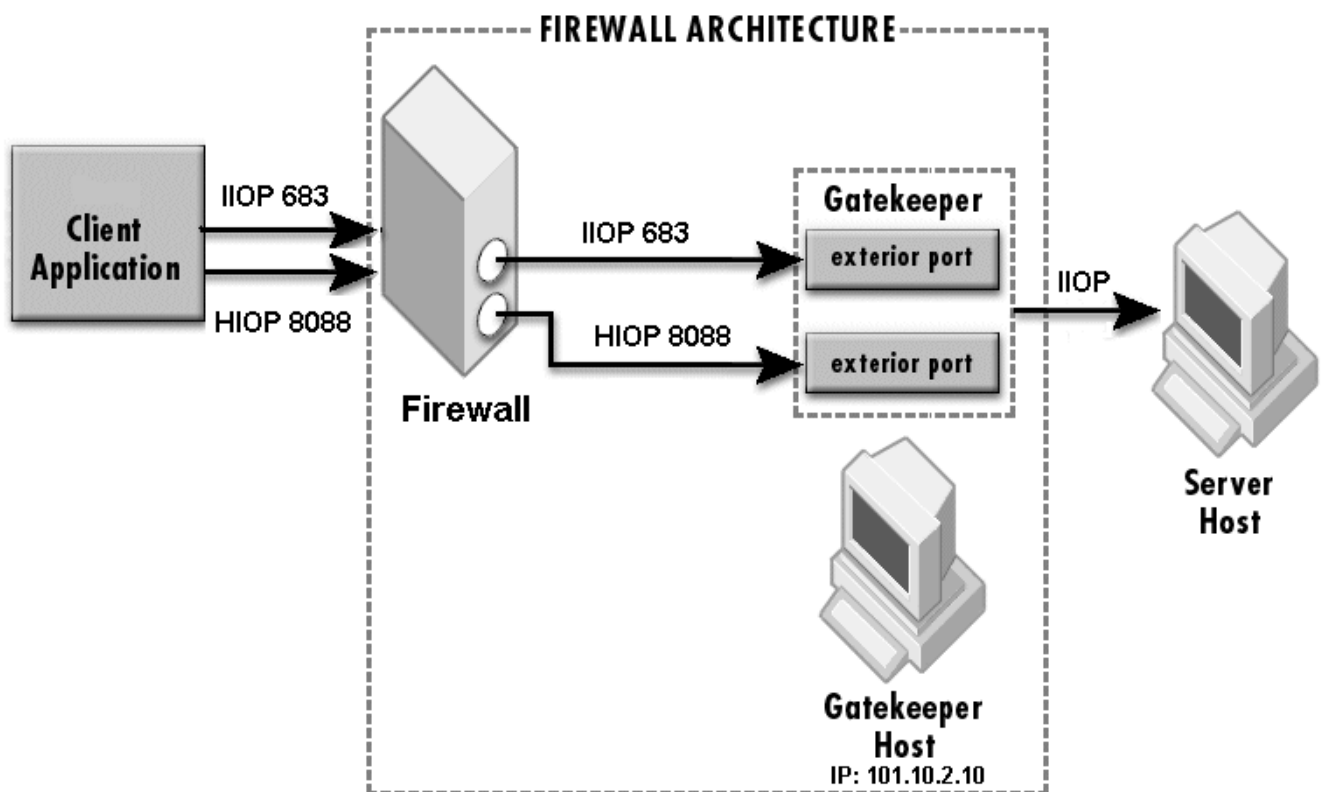 FIREWALL ARCHITECTURE
Client
Application
IIOP 683
HIOP 8088
Firewall
IIOP 683
HIOP 8088
Gatekeeper
exterior port
exterior port
IIOP
Server
Host
Gatekeeper
Host
IP: 101.10.2.10